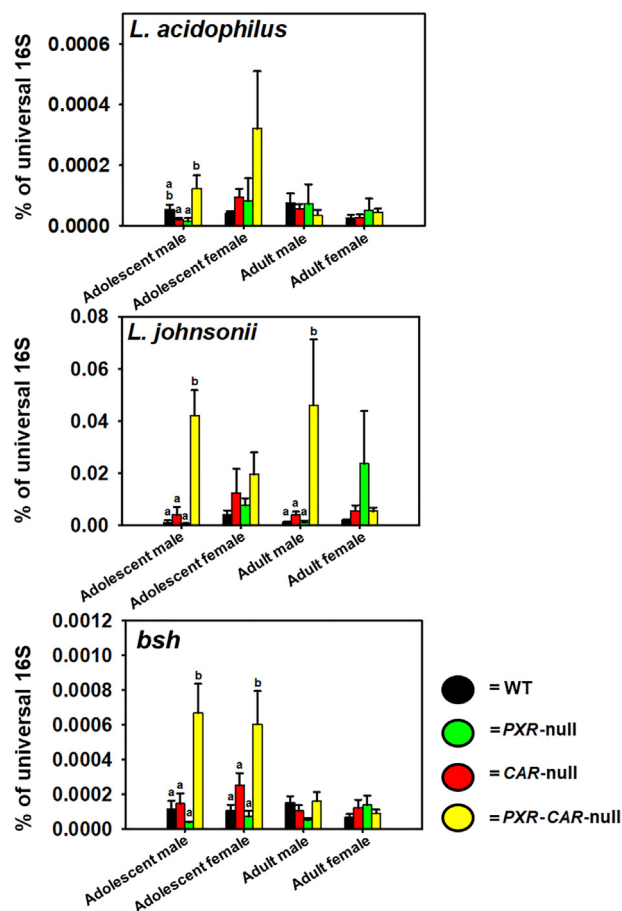 L. acidophilus
% of universal 16S
0.0006
0.0004
0.0002
0.0000
a
b
a
a
b
Adolescent male
Adolescent female
Adult male
Adult female
L. johnsonii
% of universal 16S
0.08
0.06
0.04
0.02
0.00
a
a
a
b
a
a
a
b
Adolescent male
Adolescent female
Adult male
Adult female
bsh
% of universal 16S
0.0012
0.0010
0.0008
0.0006
0.0004
0.0002
0.0000
a
a
a
b
a
a
a
b
Adolescent male
Adolescent female
Adult male
Adult female
= WT
= PXR-null
= CAR-null
= PXR-CAR-null